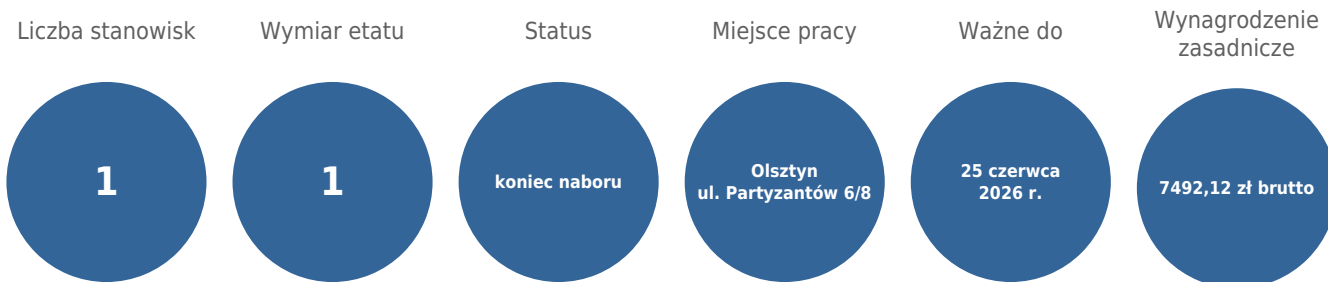 Liczba stanowisk
1
Wymiar etatu
1
Status
koniec naboru
Miejsce pracy
Olsztyn
ul. Partyzantów 6/8
Ważne do
25 czerwca
2026 r.
Wynagrodzenie
zasadnicze
7492,12 zł brutto